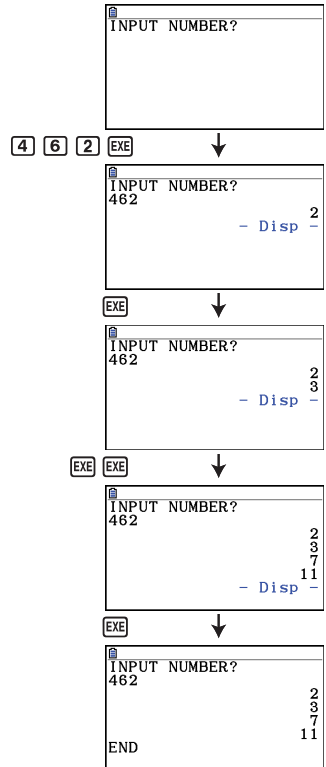 INPUT NUMBER?
4 6 2 EXE
INPUT NUMBER?
462
2
- Disp -
EXE
INPUT NUMBER?
462
2
3
- Disp -
EXE EXE
INPUT NUMBER?
462
2
3
7
11
- Disp -
EXE
INPUT NUMBER?
462
2
3
7
11
END